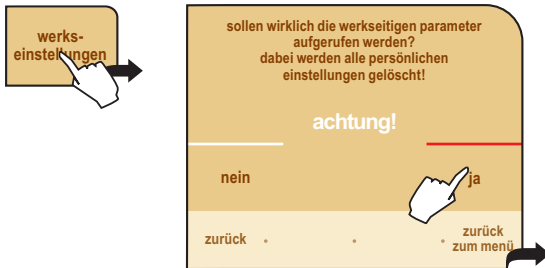 werks-
einstellungen
sollen wirklich die werkseitigen parameter
aufgerufen werden?
dabei werden alle persönlichen
einstellungen gelöscht!
achtung!
nein
ja
zurück
zurück
zum menü